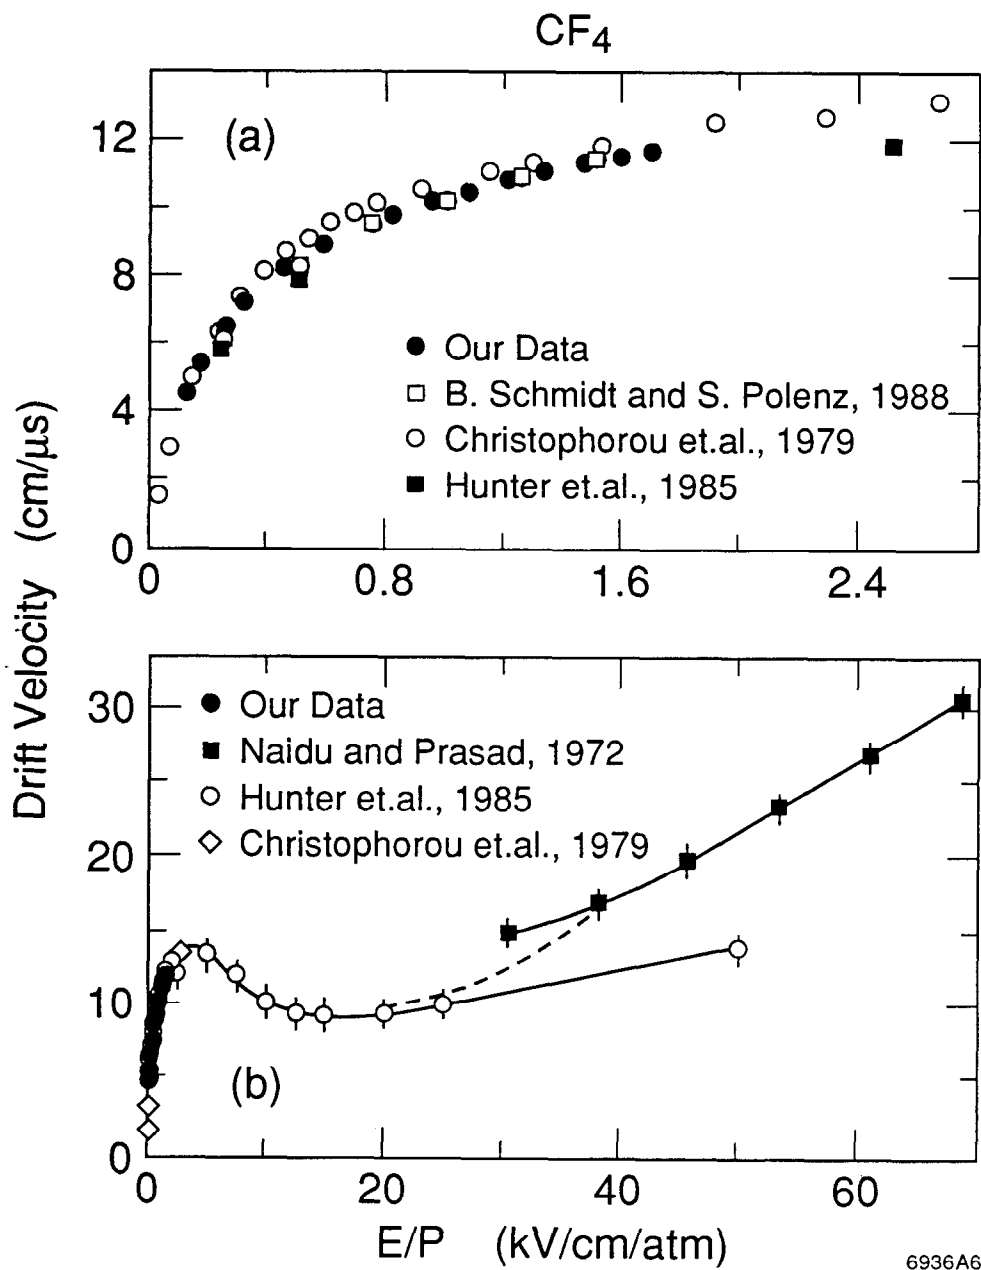 CF4
12
8
4
0
(a)
Our Data
B. Schmidt and S. Polenz, 1988
Christophorou et.al., 1979
Hunter et.al., 1985
0 0.8 1.6 2.4
Drift Velocity (cm/μs)
30
20
10
0
Our Data
Naidu and Prasad, 1972
Hunter et.al., 1985
Christophorou et.al., 1979
(b)
0 20 40 60
E/P (kV/cm/atm)
6936A6